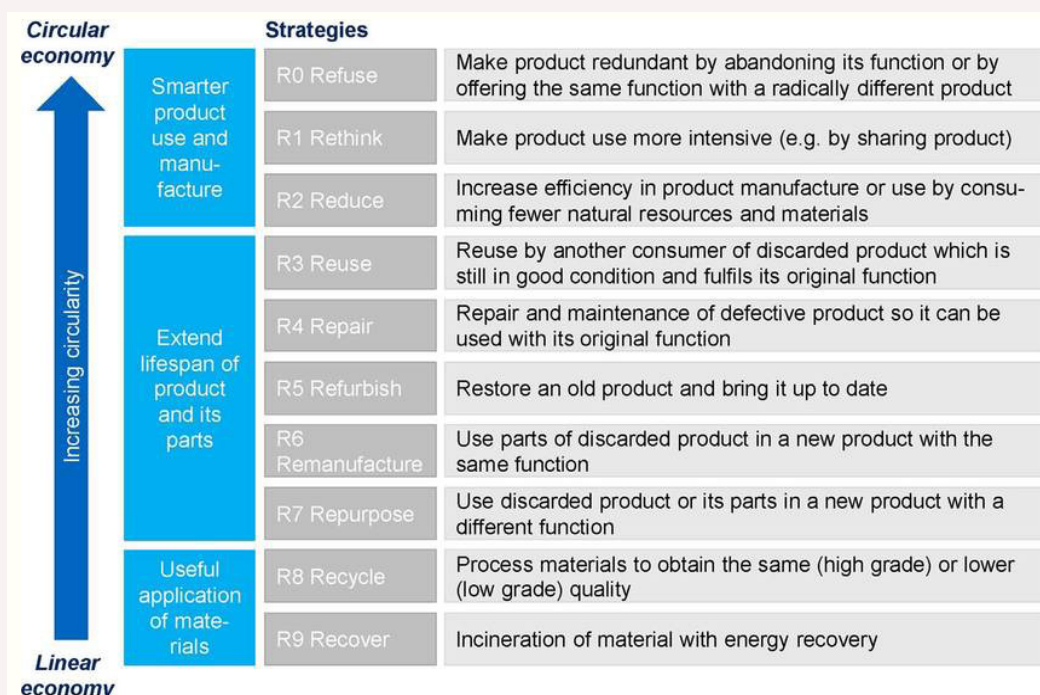 Circular
economy
Strategies
Increasing circularity
Smarter
product
use and
manu-
facture
R0 Refuse
Make product redundant by abandoning its function or by
offering the same function with a radically different product
R1 Rethink
Make product use more intensive (e.g. by sharing product)
R2 Reduce
Increase efficiency in product manufacture or use by consu-
ming fewer natural resources and materials
Extend
lifespan of
product
and its
parts
R3 Reuse
Reuse by another consumer of discarded product which is
still in good condition and fulfils its original function
R4 Repair
Repair and maintenance of defective product so it can be
used with its original function
R5 Refurbish
Restore an old product and bring it up to date
R6
Remanufacture
Use parts of discarded product in a new product with the
same function
R7 Repurpose
Use discarded product or its parts in a new product with a
different function
Useful
application
of mate-
rials
R8 Recycle
Process materials to obtain the same (high grade) or lower
(low grade) quality
R9 Recover
Incineration of material with energy recovery
Linear
economy